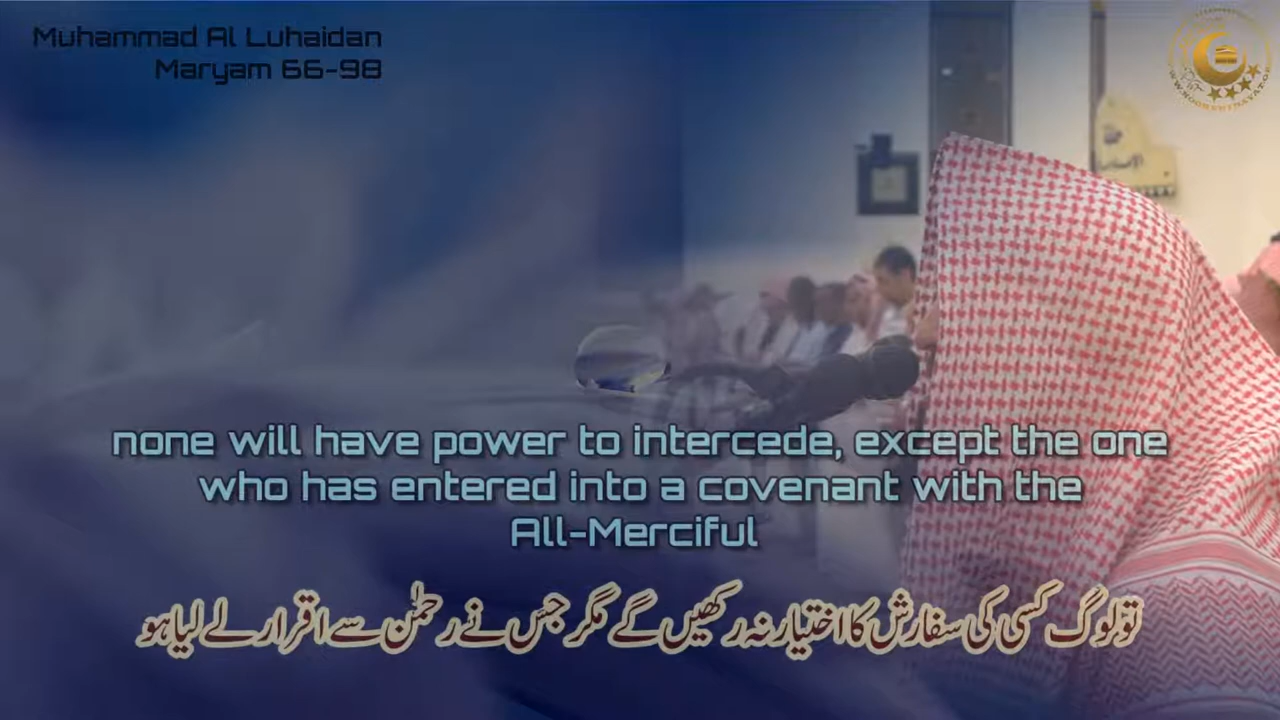 Muhammad Al Luhaidan
Maryam 66-98
none will have power to intercede, except the one
who has entered into a covenant with the
All-Merciful
تو لوگ کسی کی سفارش کا اختیار نہ رکھیں گے مگر جس نے رحمٰن سے اقرار لے لیا ہو